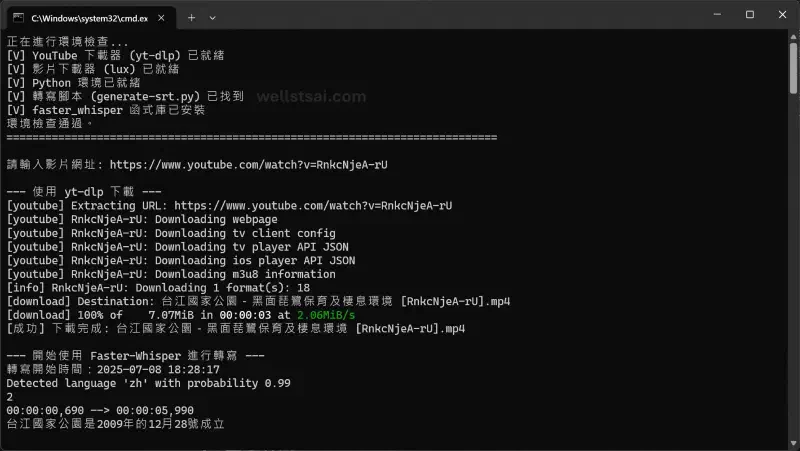 C:\Windows\system32\cmd.ex
正在進行環境檢查...
[V] YouTube 下載器 (yt-dlp) 已就緒
[V] 影片下載器 (lux) 已就緒
[V] Python 環境已就緒
[V] 轉寫腳本 (generate-srt.py) 已找到
wellstsai.com
[V] faster_whisper 函式庫已安裝
環境檢查通過。
================================================================================
請輸入影片網址: https://www.youtube.com/watch?v=RnkcNjeA-rU
--- 使用 yt-dlp 下載 ---
[youtube] Extracting URL: https://www.youtube.com/watch?v=RnkcNjeA-rU
[youtube] RnkcNjeA-rU: Downloading webpage
[youtube] RnkcNjeA-rU: Downloading tv client config
[youtube] RnkcNjeA-rU: Downloading tv player API JSON
[youtube] RnkcNjeA-rU: Downloading ios player API JSON
[youtube] RnkcNjeA-rU: Downloading m3u8 information
[info] RnkcNjeA-rU: Downloading 1 format(s): 18
[download] Destination: 台江國家公園 - 黑面琵鷺保育及棲息環境 [RnkcNjeA-rU].mp4
[download] 100% of    7.07MiB in 00:00:03 at 2.06MiB/s
[成功] 下載完成: 台江國家公園 - 黑面琵鷺保育及棲息環境 [RnkcNjeA-rU].mp4
--- 開始使用 Faster-Whisper 進行轉寫 ---
轉寫開始時間：2025-07-08 18:28:17
Detected language 'zh' with probability 0.99
2
00:00:00,690 --> 00:00:05,990
台江國家公園是2009年的12月28號成立